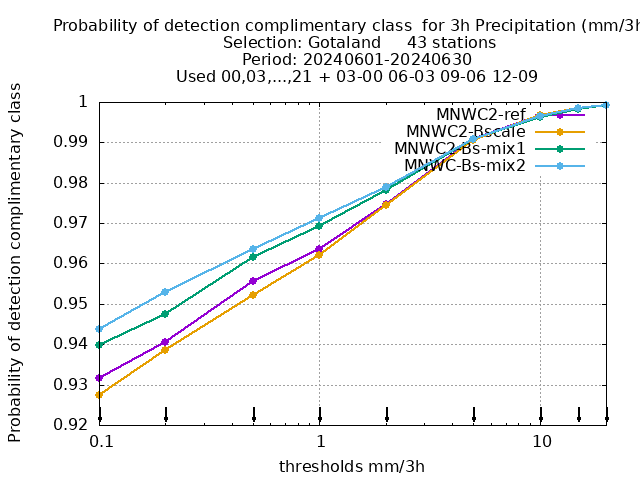 Probability of detection complimentary class  for 3h Precipitation (mm/3h
Selection: Gotaland     43 stations
Period: 20240601-20240630
Used 00,03,...,21 + 03-00 06-03 09-06 12-09
Probability of detection complimentary class
1
0.99
0.98
0.97
0.96
0.95
0.94
0.93
0.92
MNWC2-ref
MNWC2-Bscale
MNWC2-Bs-mix1
MNWC-Bs-mix2
0.1
1
10
thresholds mm/3h